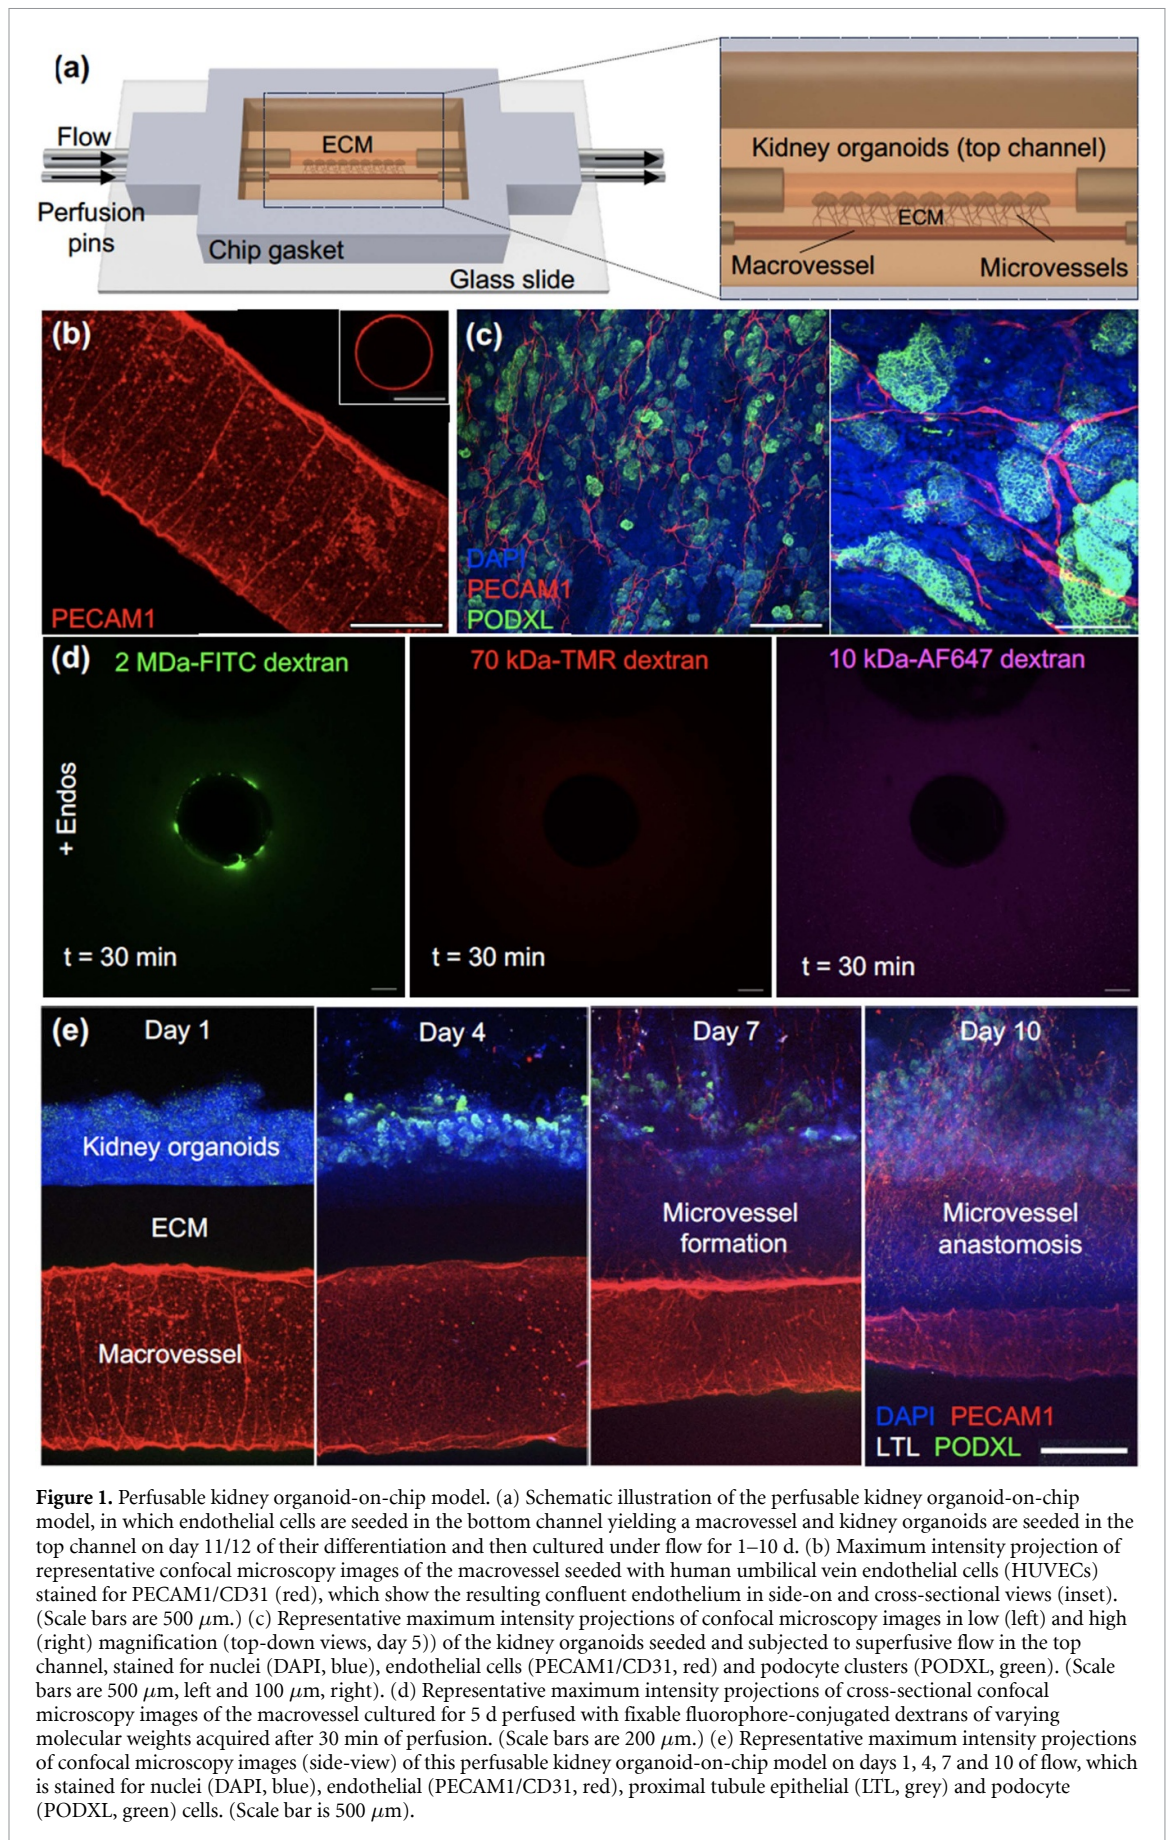 (a)
Flow
Perfusion
pins
ECM
Chip gasket
Glass slide
Kidney organoids (top channel)
ECM
Macrovessel
Microvessels
(b)
PECAM1
(c)
DAPI
PECAM1
PODXL
(d)
2 MDa-FITC dextran
70 kDa-TMR dextran
10 kDa-AF647 dextran
+ Endos
t = 30 min
t = 30 min
t = 30 min
(e)
Day 1
Day 4
Day 7
Day 10
Kidney organoids
ECM
Macrovessel
Microvessel
formation
Microvessel
anastomosis
DAPI PECAM1
LTL PODXL
Figure 1. Perfusable kidney organoid-on-chip model. (a) Schematic illustration of the perfusable kidney organoid-on-chip
model, in which endothelial cells are seeded in the bottom channel yielding a macrovessel and kidney organoids are seeded in the
top channel on day 11/12 of their differentiation and then cultured under flow for 1–10 d. (b) Maximum intensity projection of
representative confocal microscopy images of the macrovessel seeded with human umbilical vein endothelial cells (HUVECs)
stained for PECAM1/CD31 (red), which show the resulting confluent endothelium in side-on and cross-sectional views (inset).
(Scale bars are 500 μm.) (c) Representative maximum intensity projections of confocal microscopy images in low (left) and high
(right) magnification (top-down views, day 5)) of the kidney organoids seeded and subjected to superfusive flow in the top
channel, stained for nuclei (DAPI, blue), endothelial cells (PECAM1/CD31, red) and podocyte clusters (PODXL, green). (Scale
bars are 500 μm, left and 100 μm, right). (d) Representative maximum intensity projections of cross-sectional confocal
microscopy images of the macrovessel cultured for 5 d perfused with fixable fluorophore-conjugated dextrans of varying
molecular weights acquired after 30 min of perfusion. (Scale bars are 200 μm.) (e) Representative maximum intensity projections
of confocal microscopy images (side-view) of this perfusable kidney organoid-on-chip model on days 1, 4, 7 and 10 of flow, which
is stained for nuclei (DAPI, blue), endothelial (PECAM1/CD31, red), proximal tubule epithelial (LTL, grey) and podocyte
(PODXL, green) cells. (Scale bar is 500 μm).